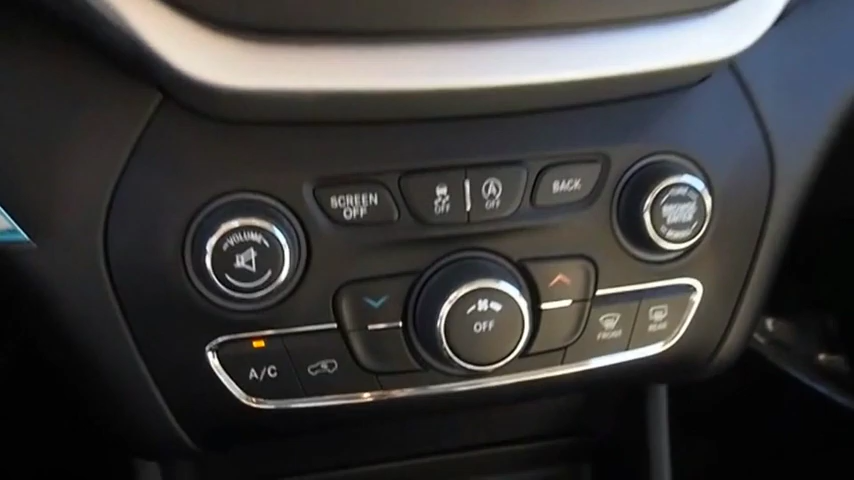 SCREEN
OFF
OFF
A
OFF
BACK
VOLUME
OFF
FRONT
REAR
A/C